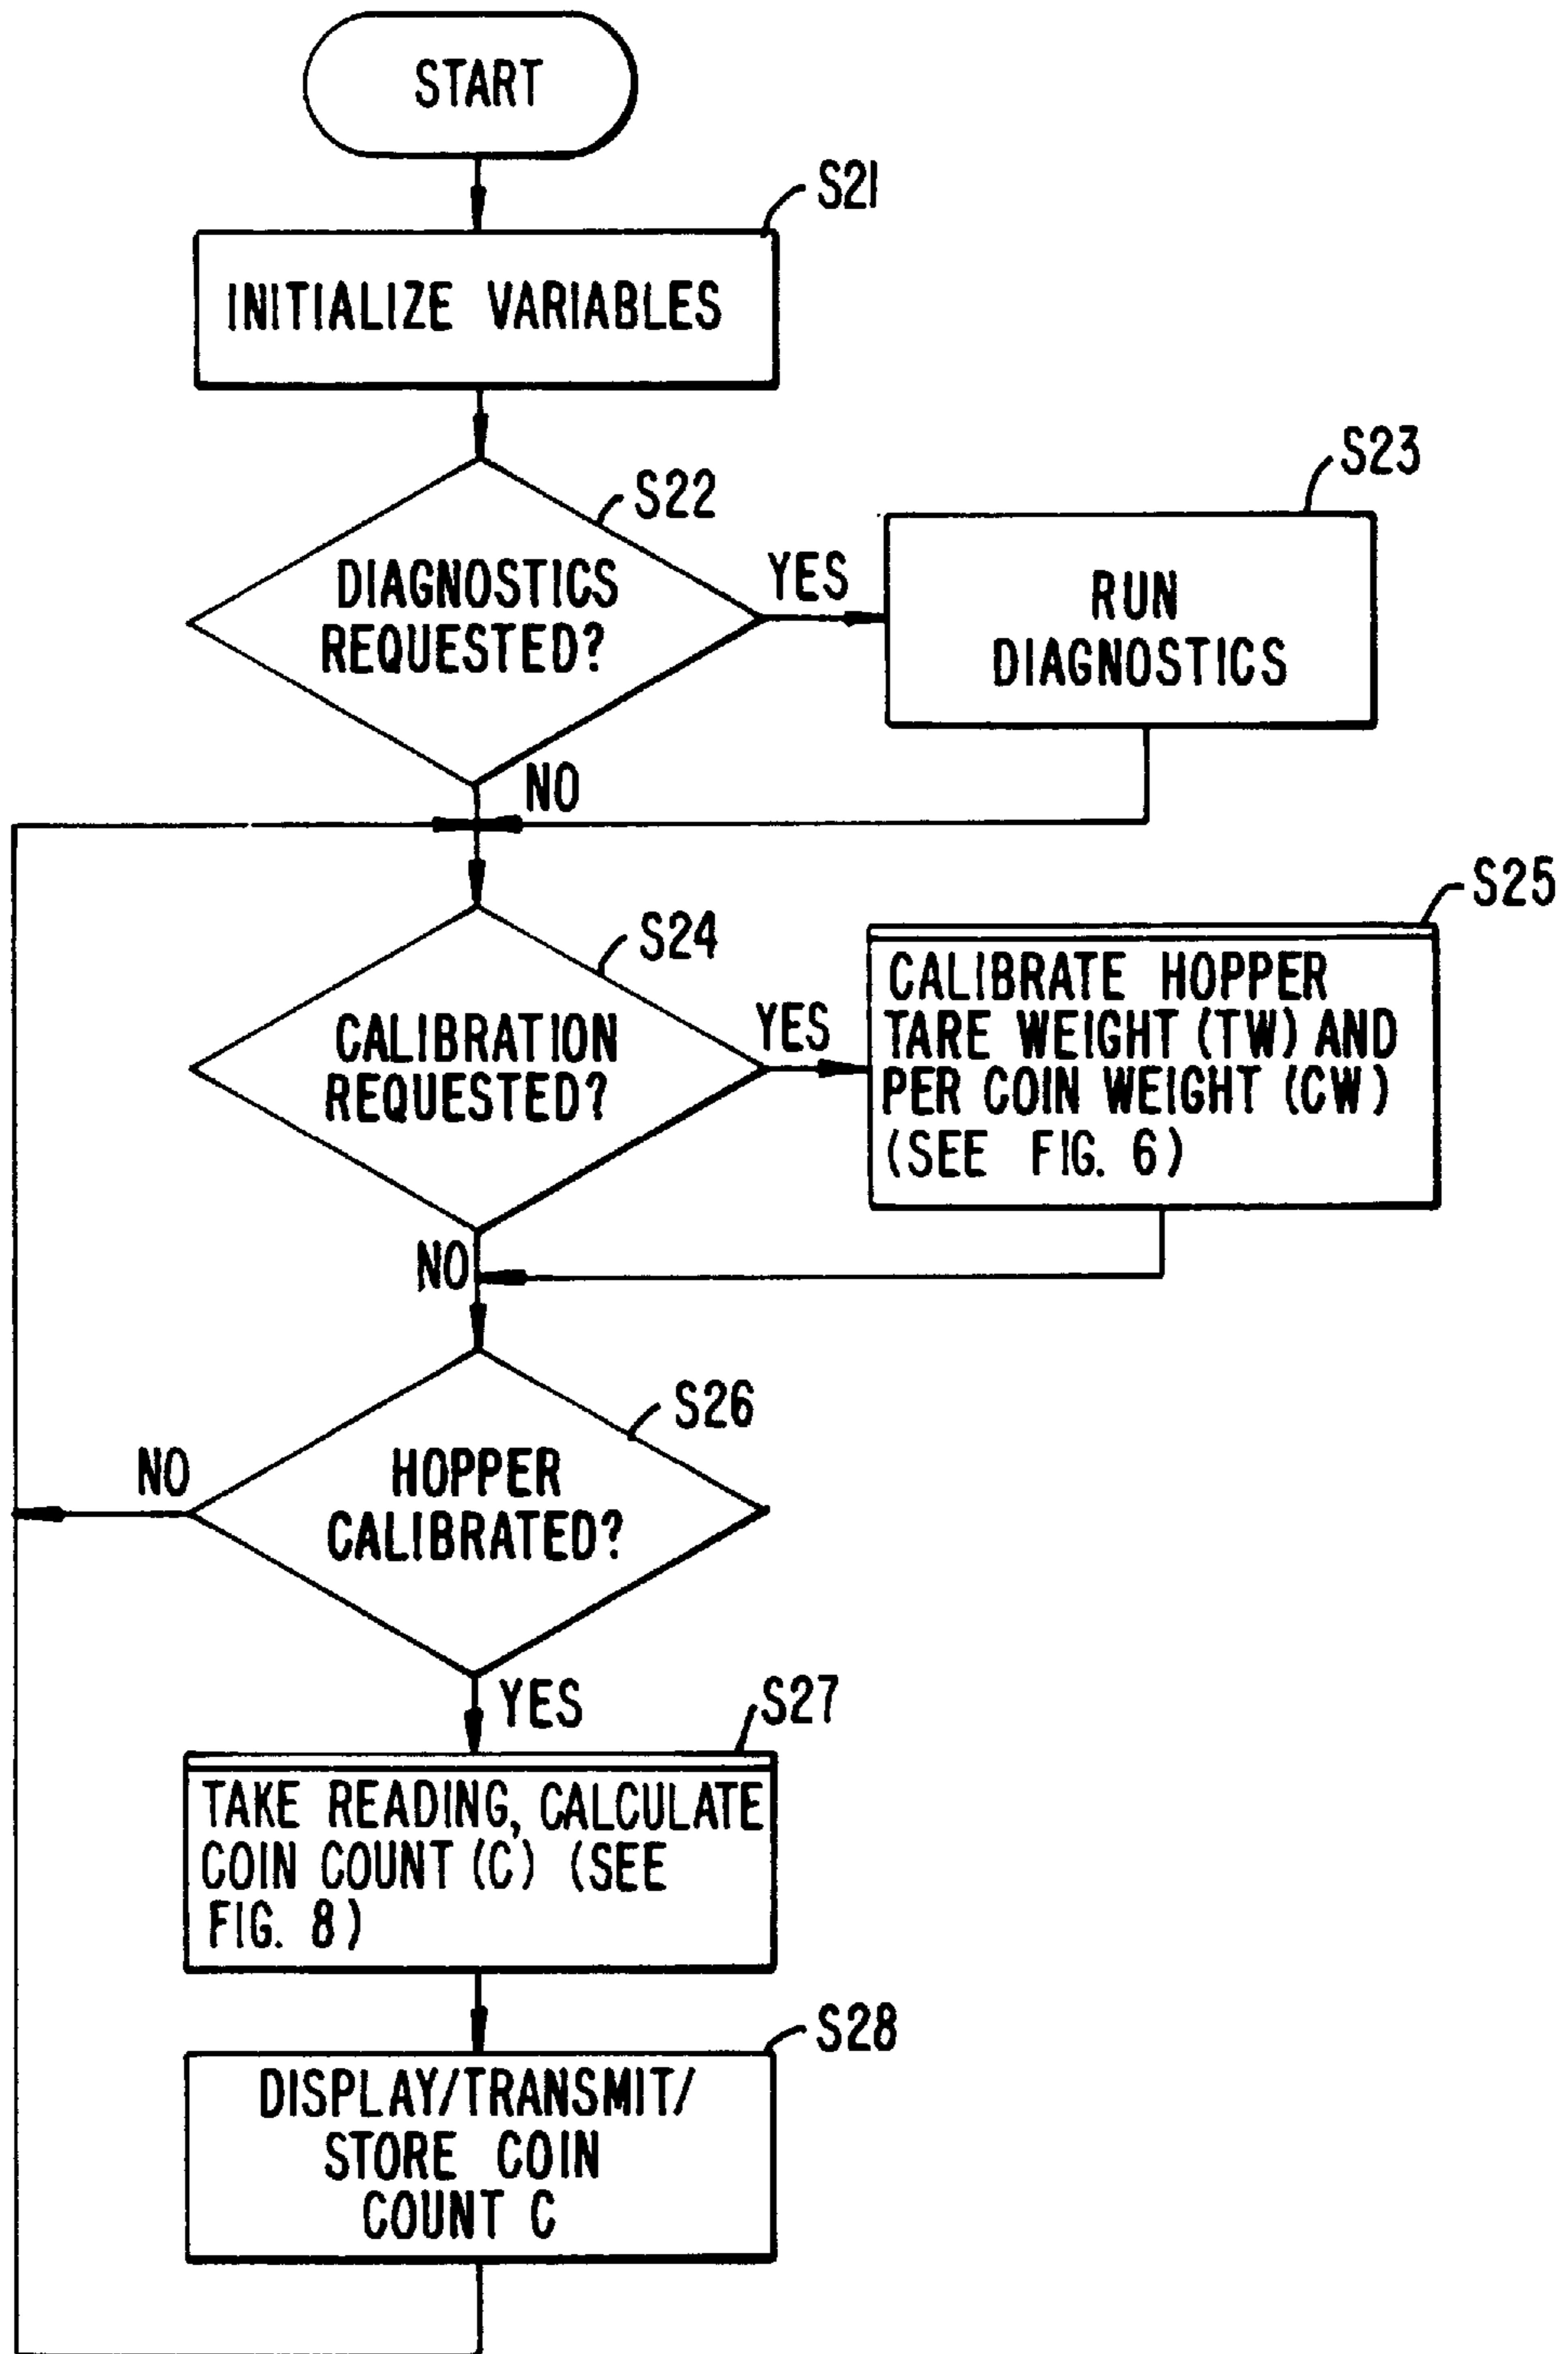 START
S21
INITIALIZE VARIABLES
S22
DIAGNOSTICS
REQUESTED?
YES
S23
RUN
DIAGNOSTICS
NO
S24
CALIBRATION
REQUESTED?
YES
S25
CALIBRATE HOPPER
TARE WEIGHT (TW) AND
PER COIN WEIGHT (CW)
(SEE FIG. 6)
NO
S26
HOPPER
CALIBRATED?
NO
YES
S27
TAKE READING, CALCULATE
COIN COUNT (C) (SEE
FIG. 8)
S28
DISPLAY/TRANSMIT/
STORE COIN
COUNT C